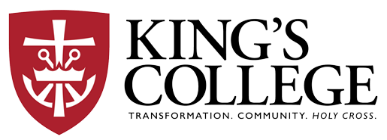 KING'S
COLLEGE
TRANSFORMATION. COMMUNITY. HOLY CROSS.